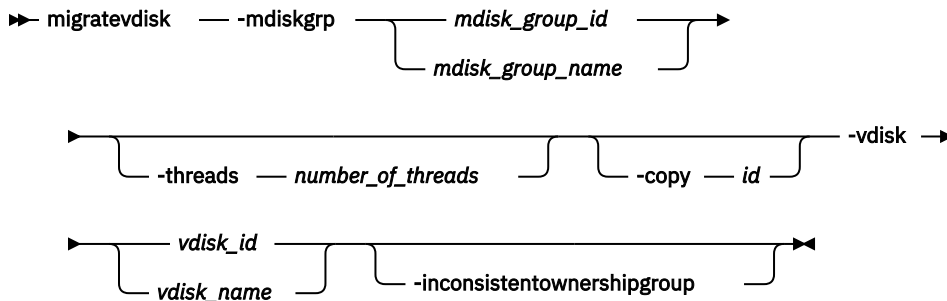 migratevdisk -mdiskgrp mdisk_group_id
mdisk_group_name
-vdisk
-threads number_of_threads -copy id
vdisk_id
vdisk_name -inconsistentownershipgroup